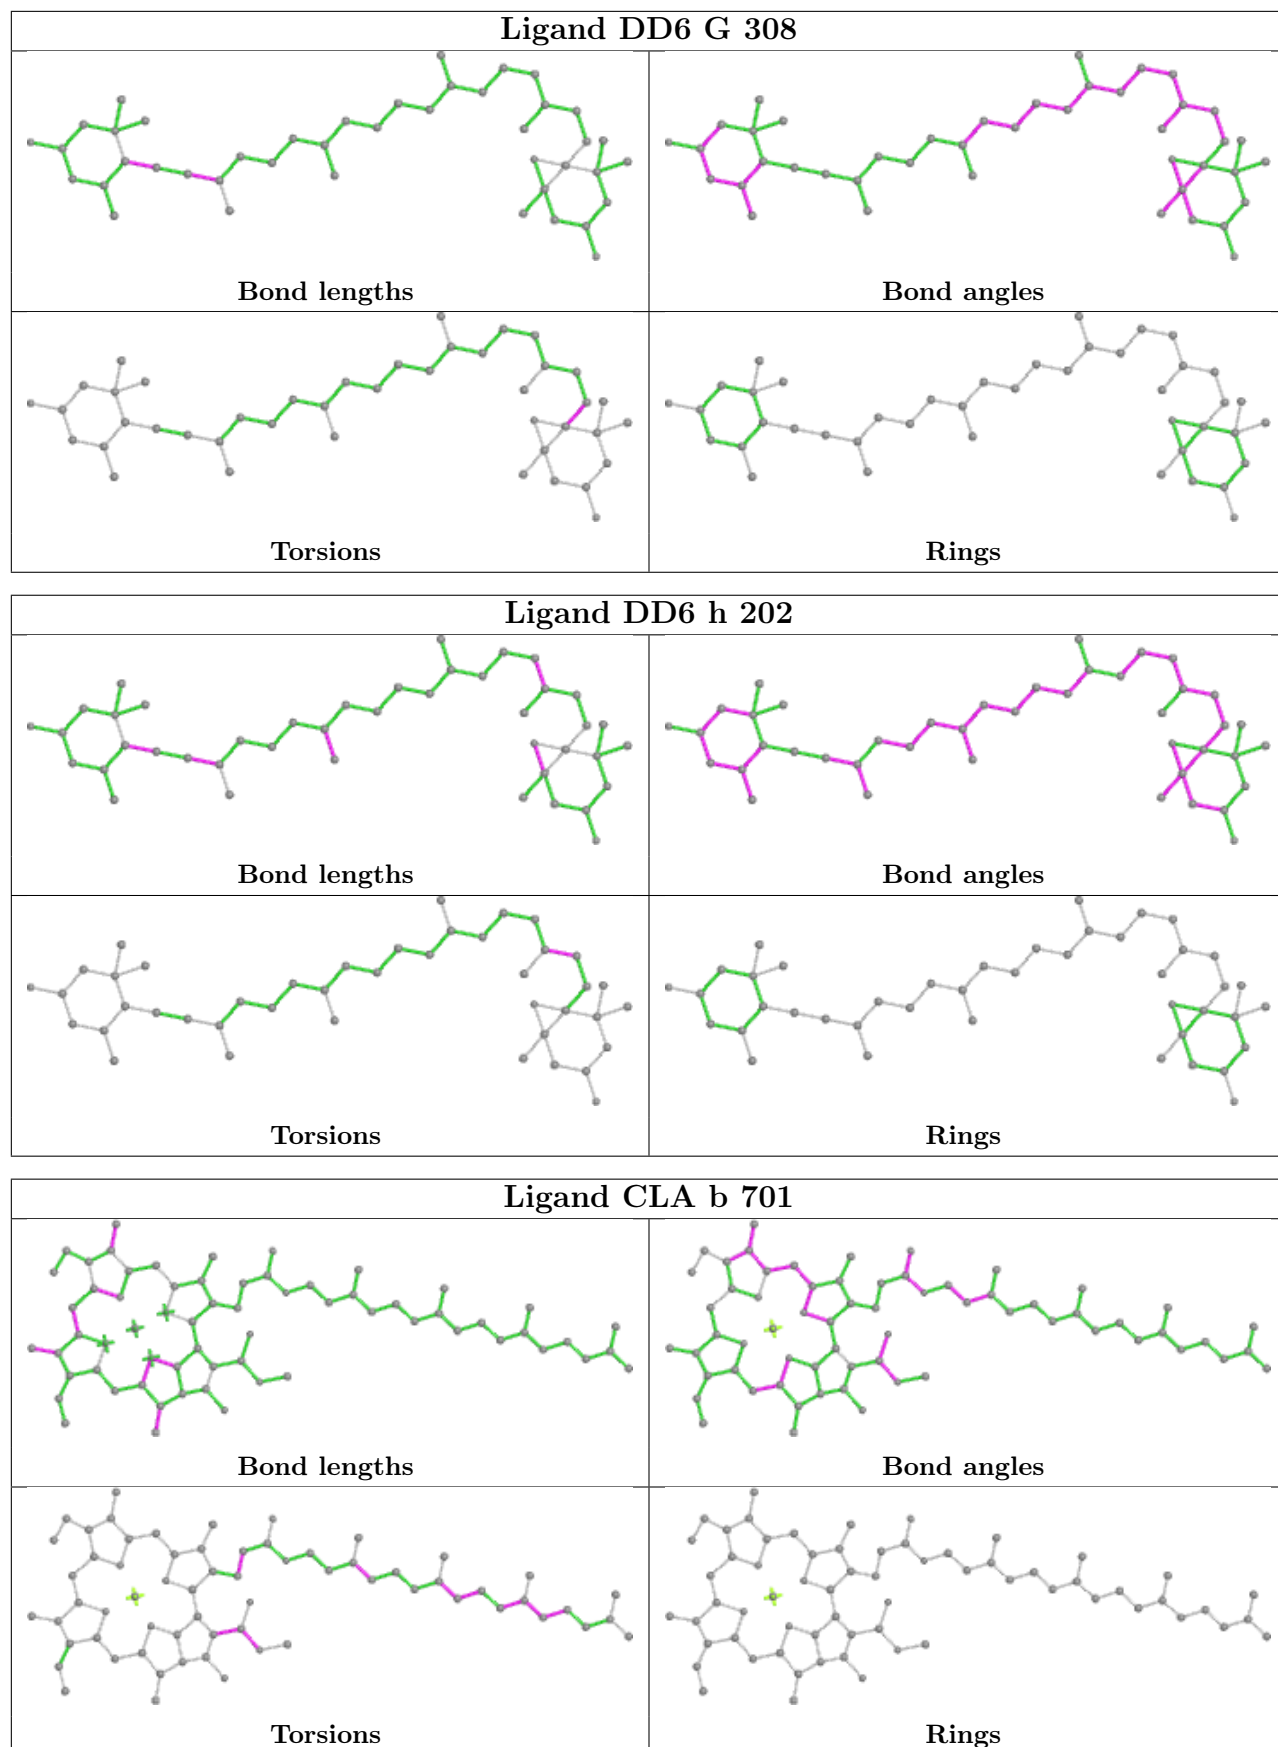 Ligand DD6 G 308
Bond lengths
Bond angles
Torsions
Rings
Ligand DD6 h 202
Bond lengths
Bond angles
Torsions
Rings
Ligand CLA b 701
Bond lengths
Bond angles
Torsions
Rings